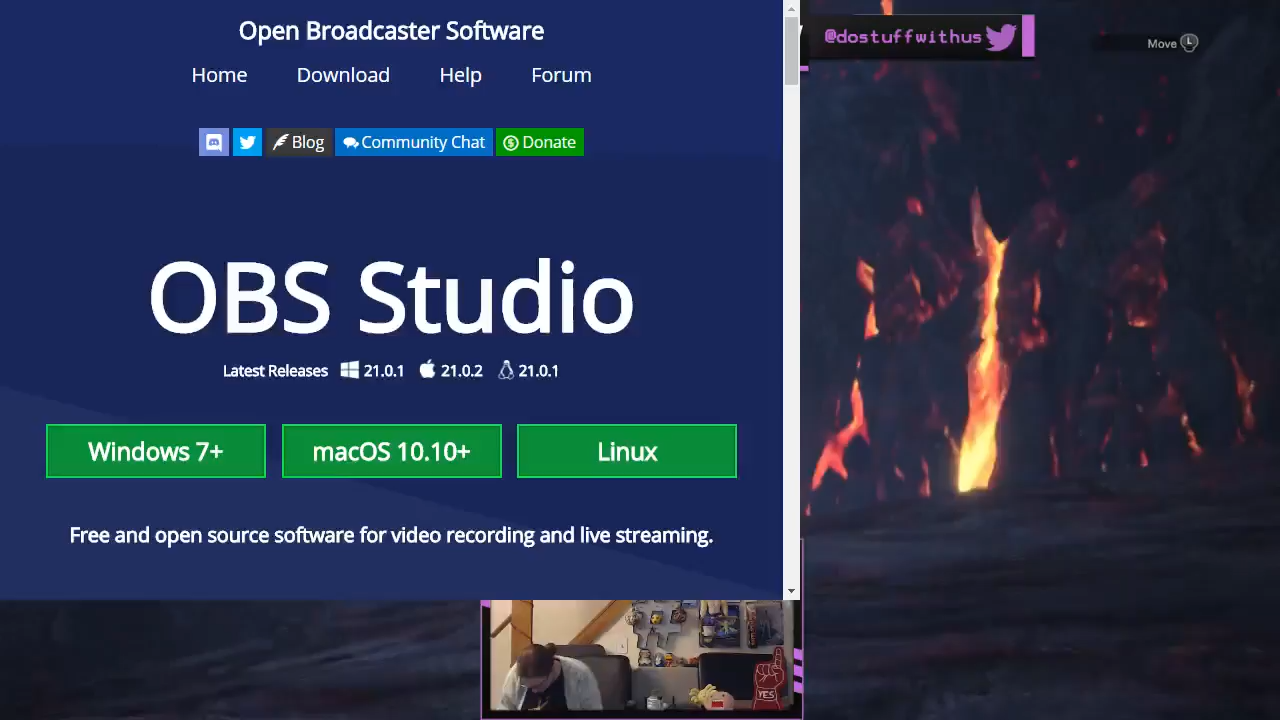 Open Broadcaster Software
Home Download Help Forum
Blog Community Chat Donate
OBS Studio
Latest Releases 21.0.1 21.0.2 21.0.1
Windows 7+ macOS 10.10+ Linux
Free and open source software for video recording and live streaming.
@dostuffwithus
Move L
YES